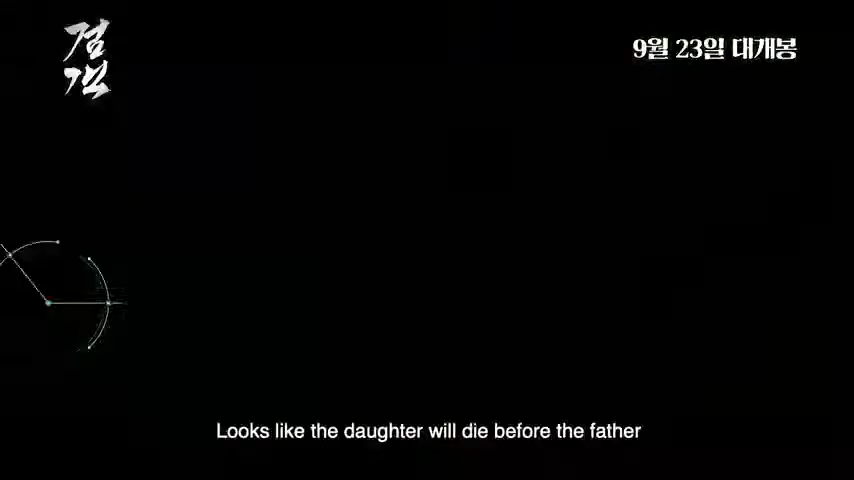 검
객
9월 23일 대개봉
Looks like the daughter will die before the father